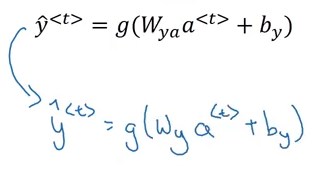 ŷ<t> = g(W_ya a<t> + b_y)
ŷ<t> = g(W_y a<t> + b_y)